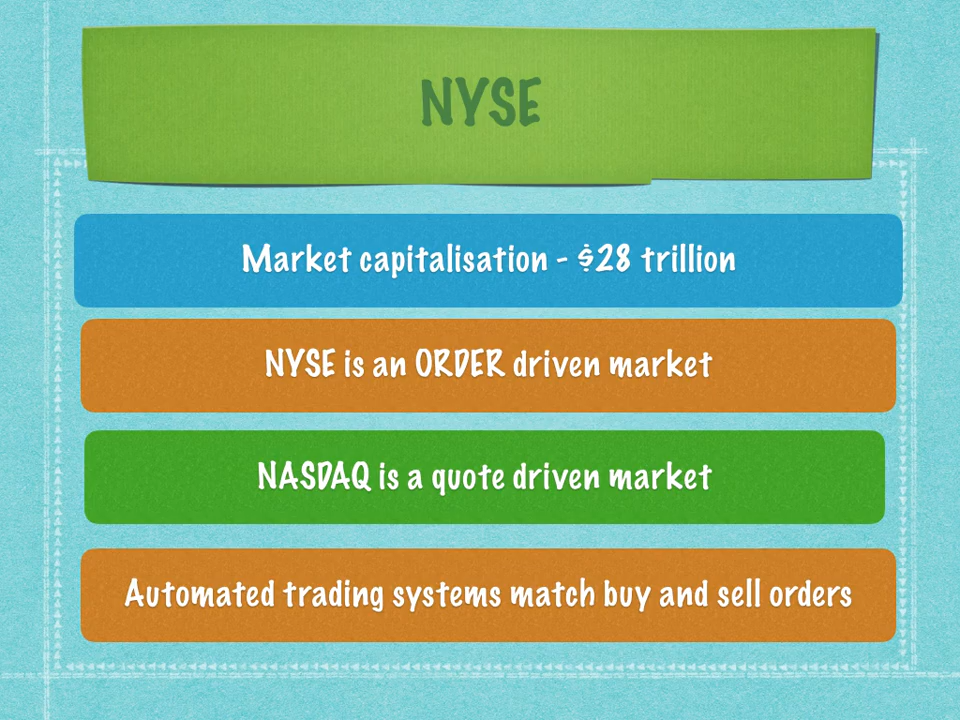 NYSE
Market capitalisation - $28 trillion
NYSE is an ORDER driven market
NASDAQ is a quote driven market
Automated trading systems match buy and sell orders